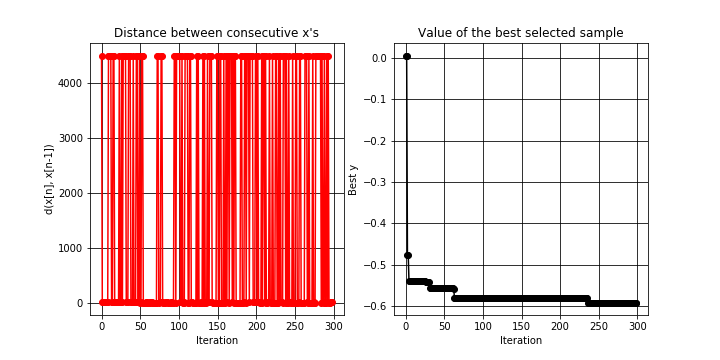 Distance between consecutive x's
d(x[n], x[n-1])
4000
3000
2000
1000
0
0 50 100 150 200 250 300
Iteration
Value of the best selected sample
Best y
0.0
−0.1
−0.2
−0.3
−0.4
−0.5
−0.6
0 50 100 150 200 250 300
Iteration